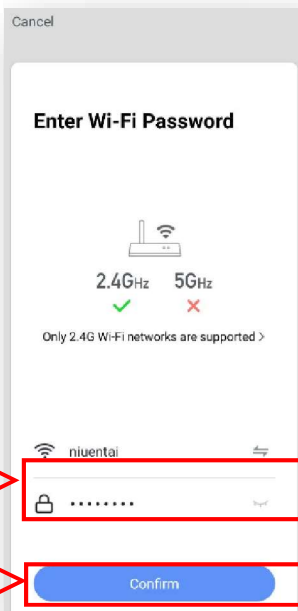 Cancel
Enter Wi-Fi Password
2.4GHz 5GHz
Only 2.4G Wi-Fi networks are supported >
niuentai
••••••••
Confirm